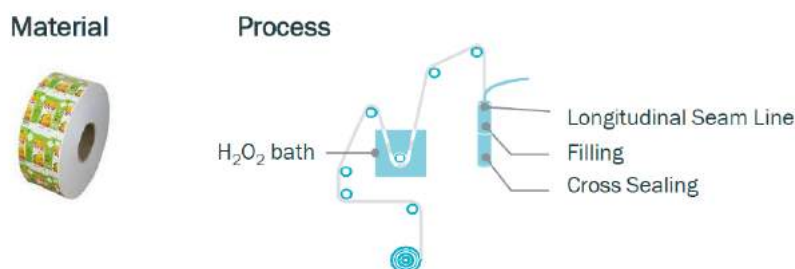 Material
Process
H₂O₂ bath
Longitudinal Seam Line
Filling
Cross Sealing